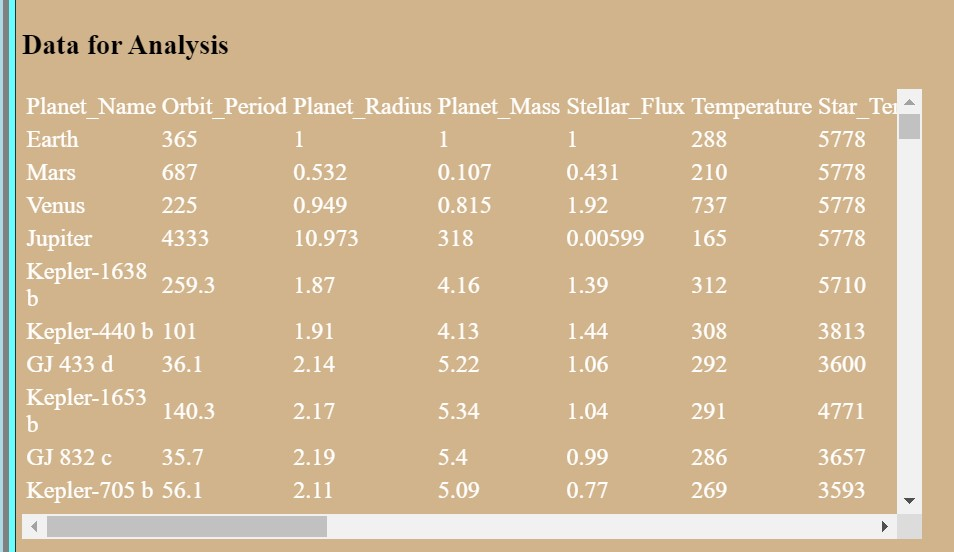 Data for Analysis
Planet_Name Orbit_Period Planet_Radius Planet_Mass Stellar_Flux Temperature Star_Ter
Earth 365 1 1 1 288 5778
Mars 687 0.532 0.107 0.431 210 5778
Venus 225 0.949 0.815 1.92 737 5778
Jupiter 4333 10.973 318 0.00599 165 5778
Kepler-1638
b 259.3 1.87 4.16 1.39 312 5710
Kepler-440 b 101 1.91 4.13 1.44 308 3813
GJ 433 d 36.1 2.14 5.22 1.06 292 3600
Kepler-1653
b 140.3 2.17 5.34 1.04 291 4771
GJ 832 c 35.7 2.19 5.4 0.99 286 3657
Kepler-705 b 56.1 2.11 5.09 0.77 269 3593